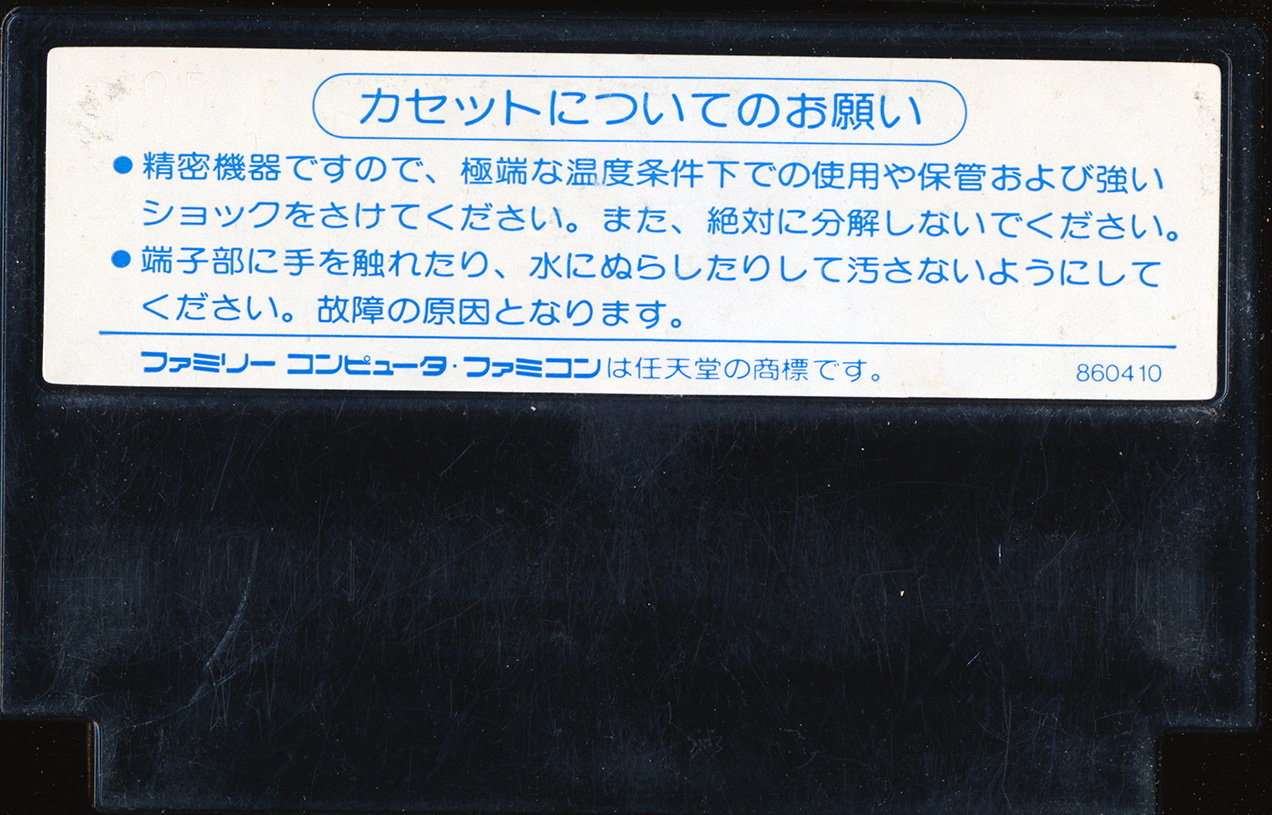 カセットについてのお願い
●精密機器ですので、極端な温度条件下での使用や保管および強い
ショックをさけてください。また、絶対に分解しないでください。
●端子部に手を触れたり、水にぬらしたりして汚さないようにして
ください。故障の原因となります。
ファミリー コンピュータ・ファミコンは任天堂の商標です。 860410